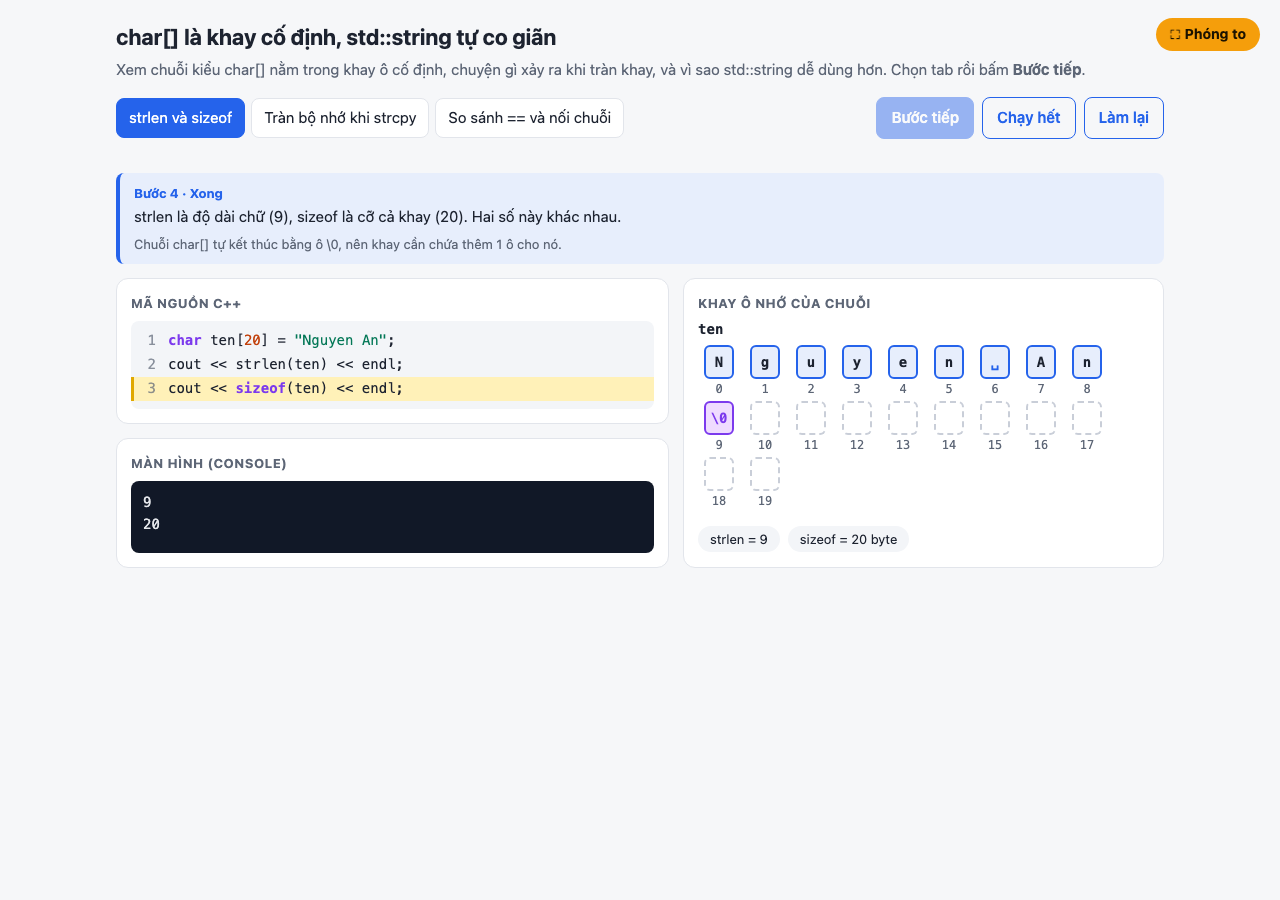 char[] là khay cố định, std::string tự co giãn
⛶ Phóng to
Xem chuỗi kiểu char[] nằm trong khay ô cố định, chuyện gì xảy ra khi tràn khay, và vì sao std::string dễ dùng hơn. Chọn tab rồi bấm Bước tiếp.
strlen và sizeof
Tràn bộ nhớ khi strcpy
So sánh == và nối chuỗi
Bước tiếp
Chạy hết
Làm lại
Bước 4 · Xong
strlen là độ dài chữ (9), sizeof là cỡ cả khay (20). Hai số này khác nhau.
Chuỗi char[] tự kết thúc bằng ô \0, nên khay cần chứa thêm 1 ô cho nó.
MÃ NGUỒN C++
1 char ten[20] = "Nguyen An";
2 cout << strlen(ten) << endl;
3 cout << sizeof(ten) << endl;
MÀN HÌNH (CONSOLE)
9
20
KHAY Ô NHỚ CỦA CHUỖI
ten
N g u y e n ␣ A n
0 1 2 3 4 5 6 7 8
\0
9 10 11 12 13 14 15 16 17
18 19
strlen = 9
sizeof = 20 byte